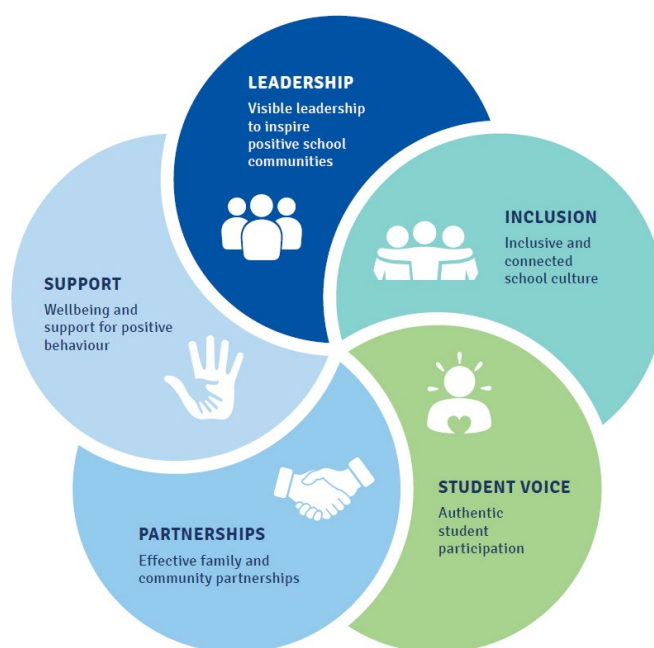 LEADERSHIP
Visible leadership
to inspire
positive school
communities
INCLUSION
Inclusive and
connected
school culture
STUDENT VOICE
Authentic
student
participation
PARTNERSHIPS
Effective family and
community partnerships
SUPPORT
Wellbeing and
support for positive
behaviour